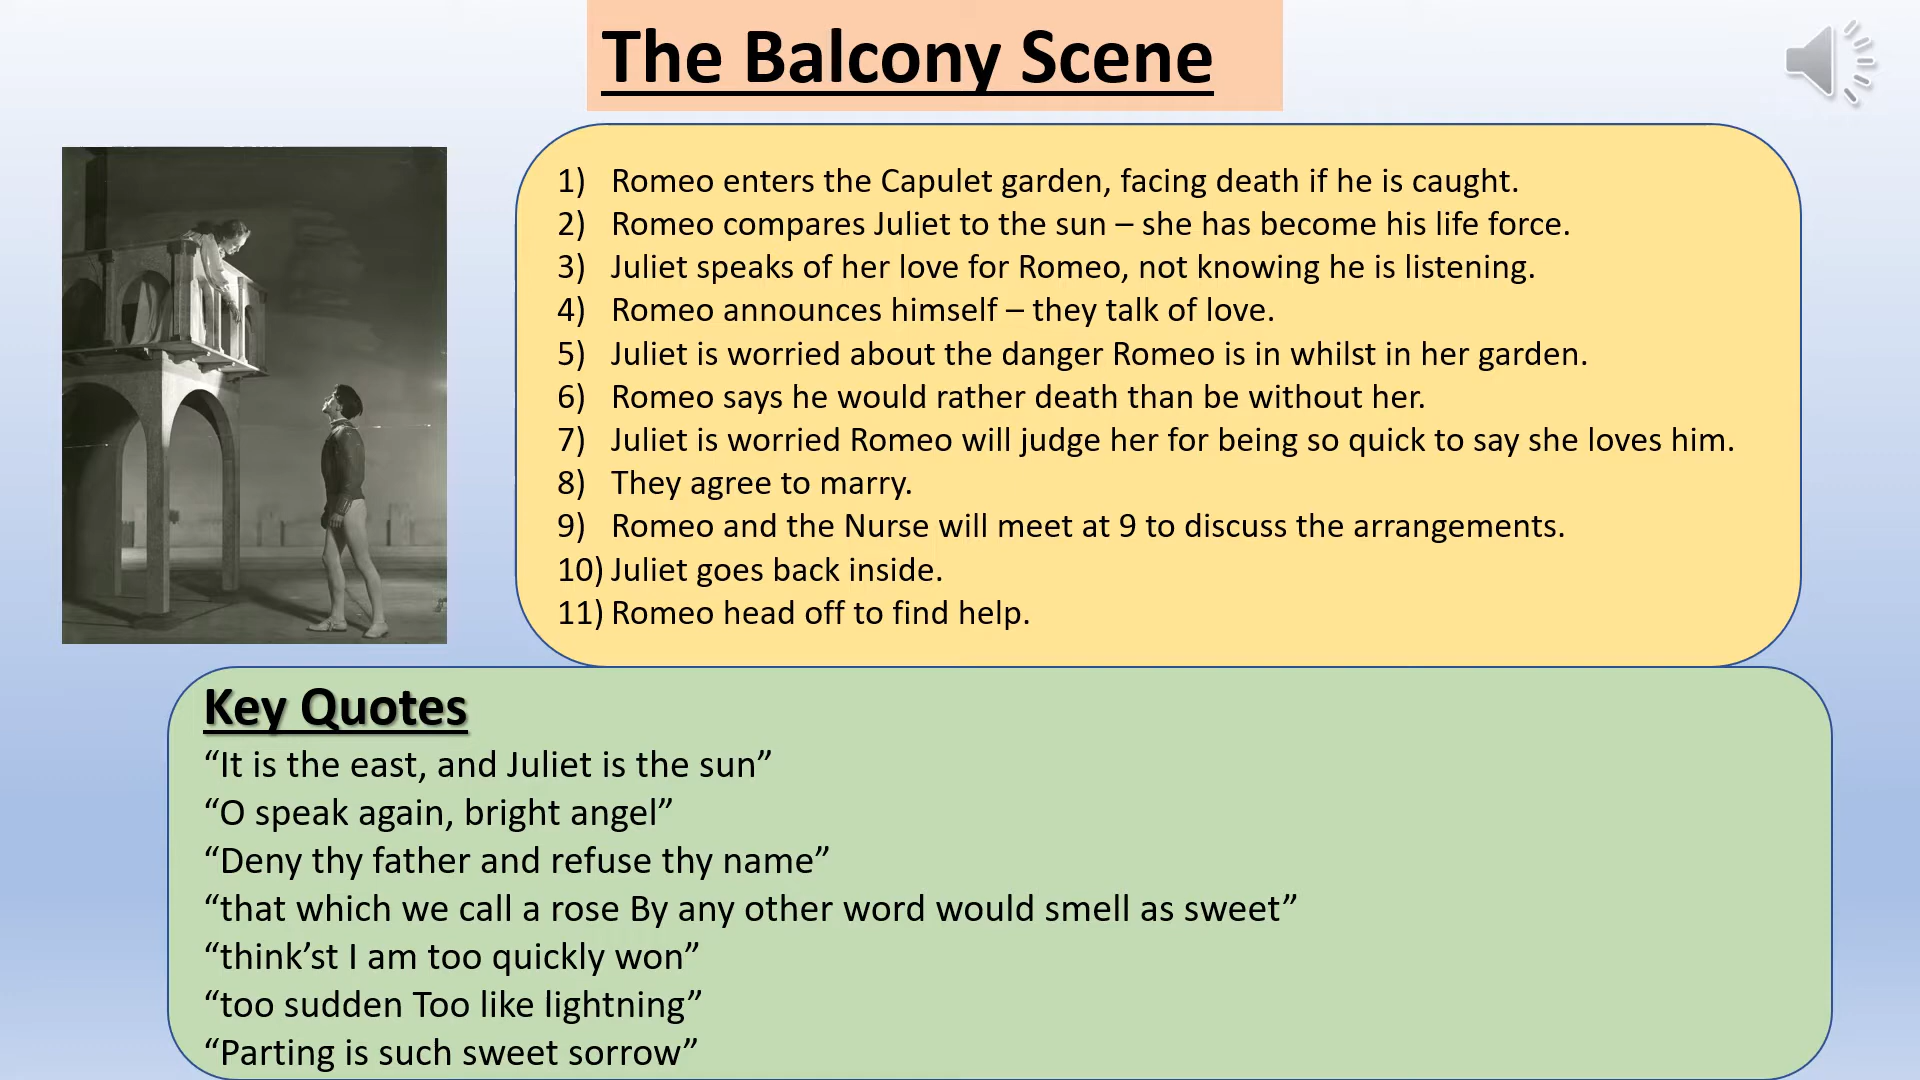 The Balcony Scene
1) Romeo enters the Capulet garden, facing death if he is caught.
2) Romeo compares Juliet to the sun – she has become his life force.
3) Juliet speaks of her love for Romeo, not knowing he is listening.
4) Romeo announces himself – they talk of love.
5) Juliet is worried about the danger Romeo is in whilst in her garden.
6) Romeo says he would rather death than be without her.
7) Juliet is worried Romeo will judge her for being so quick to say she loves him.
8) They agree to marry.
9) Romeo and the Nurse will meet at 9 to discuss the arrangements.
10) Juliet goes back inside.
11) Romeo head off to find help.
Key Quotes
“It is the east, and Juliet is the sun”
“O speak again, bright angel”
“Deny thy father and refuse thy name”
“that which we call a rose By any other word would smell as sweet”
“think’st I am too quickly won”
“too sudden Too like lightning”
“Parting is such sweet sorrow”